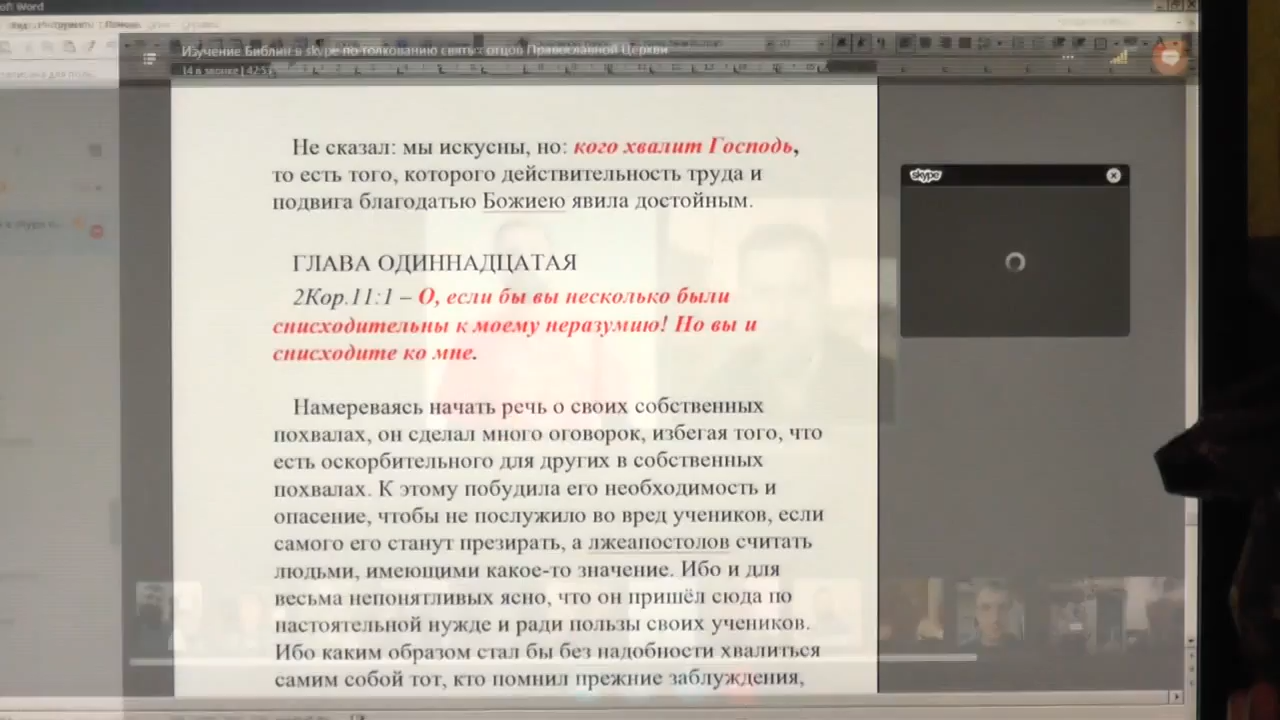 oft Word
Изучение Библии в skype по толкованию святых отцов Православной Церкви
14 в звонке | 42:5
Не сказал: мы искусны, но: кого хвалит Господь,
то есть того, которого действительность труда и
подвига благодатью Божиею явила достойным.
skype
ГЛАВА ОДИННАДЦАТАЯ
2Кор.11:1 – О, если бы вы несколько были
снисходительны к моему неразумию! Но вы и
снисходите ко мне.
Намереваясь начать речь о своих собственных
похвалах, он сделал много оговорок, избегая того, что
есть оскорбительного для других в собственных
похвалах. К этому побудила его необходимость и
опасение, чтобы не послужило во вред учеников, если
самого его станут презирать, а лжеапостолов считать
людьми, имеющими какое-то значение. Ибо и для
весьма непонятливых ясно, что он пришёл сюда по
настоятельной нужде и ради пользы своих учеников.
Ибо каким образом стал бы без надобности хвалиться
самим собой тот, кто помнил прежние заблуждения,